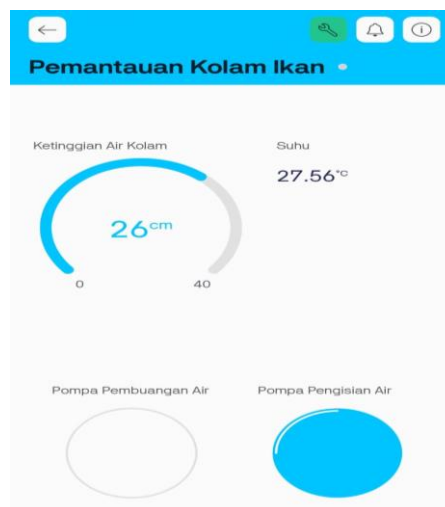 Pemantauan Kolam Ikan
Ketinggian Air Kolam
Suhu
27.56°C
26cm
0
40
Pompa Pembuangan Air
Pompa Pengisian Air